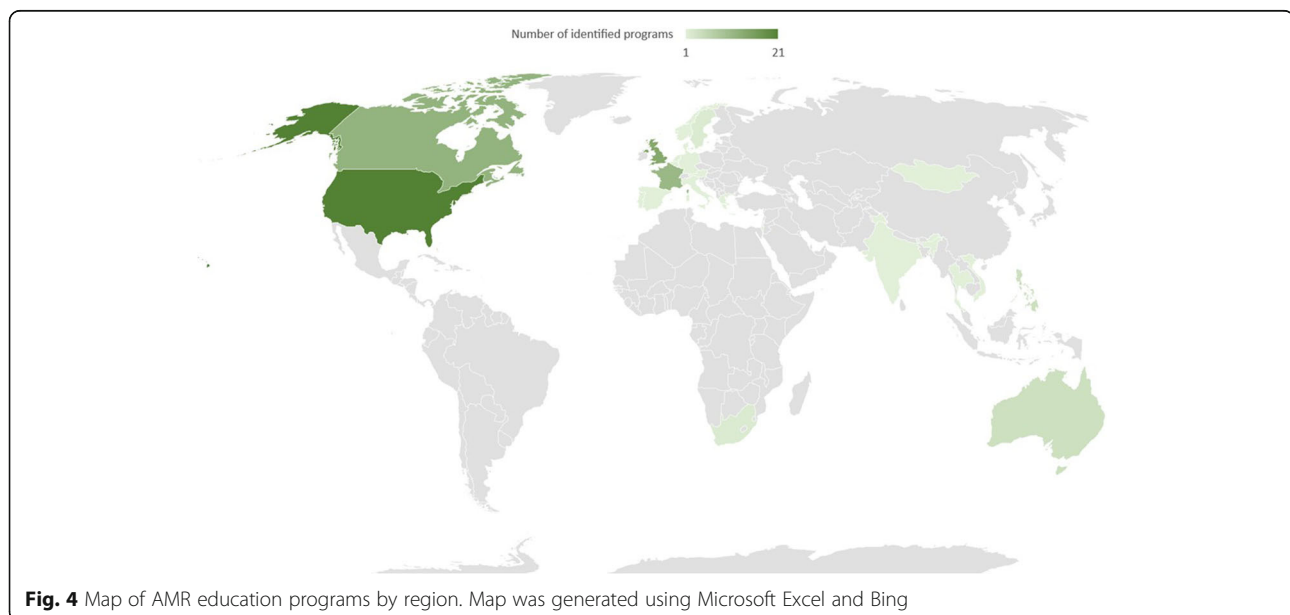 Number of identified programs
1 21
Fig. 4 Map of AMR education programs by region. Map was generated using Microsoft Excel and Bing